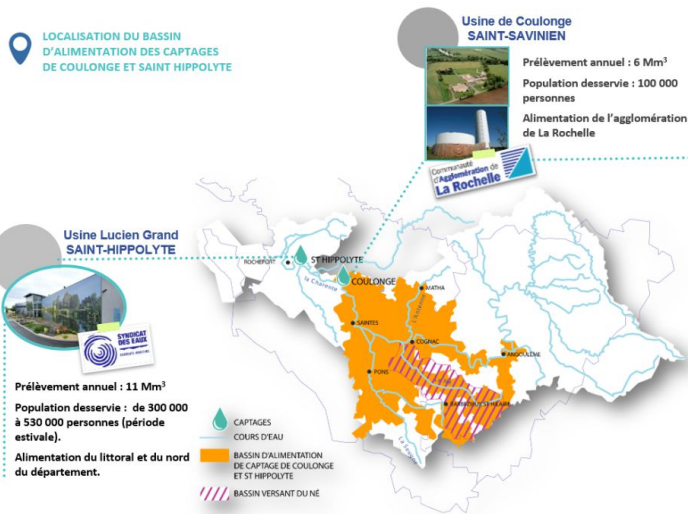 LOCALISATION DU BASSIN
D'ALIMENTATION DES CAPTAGES
DE COULONGE ET SAINT HIPPOLYTE
Usine de Coulonge
SAINT-SAVINIEN
Prélèvement annuel : 6 Mm³
Population desservie : 100 000
personnes
Alimentation de l'agglomération
de La Rochelle
Communauté
d'Agglomération de
La Rochelle
Usine Lucien Grand
SAINT-HIPPOLYTE
SYNDICAT
DES EAUX
Prélèvement annuel : 11 Mm³
Population desservie : de 300 000
à 530 000 personnes (période
estivale).
Alimentation du littoral et du nord
du département.
ROCHEFORT
ST HIPPOLYTE
la Charente
COULONGE
MATHA
SAINTES
COGNAC
ANGOULEME
PONS
CAPTAGES
COURS D'EAU
BASSIN D'ALIMENTATION
DE CAPTAGE DE COULONGE
ET ST HIPPOLYTE
BASSIN VERSANT DU NÉ